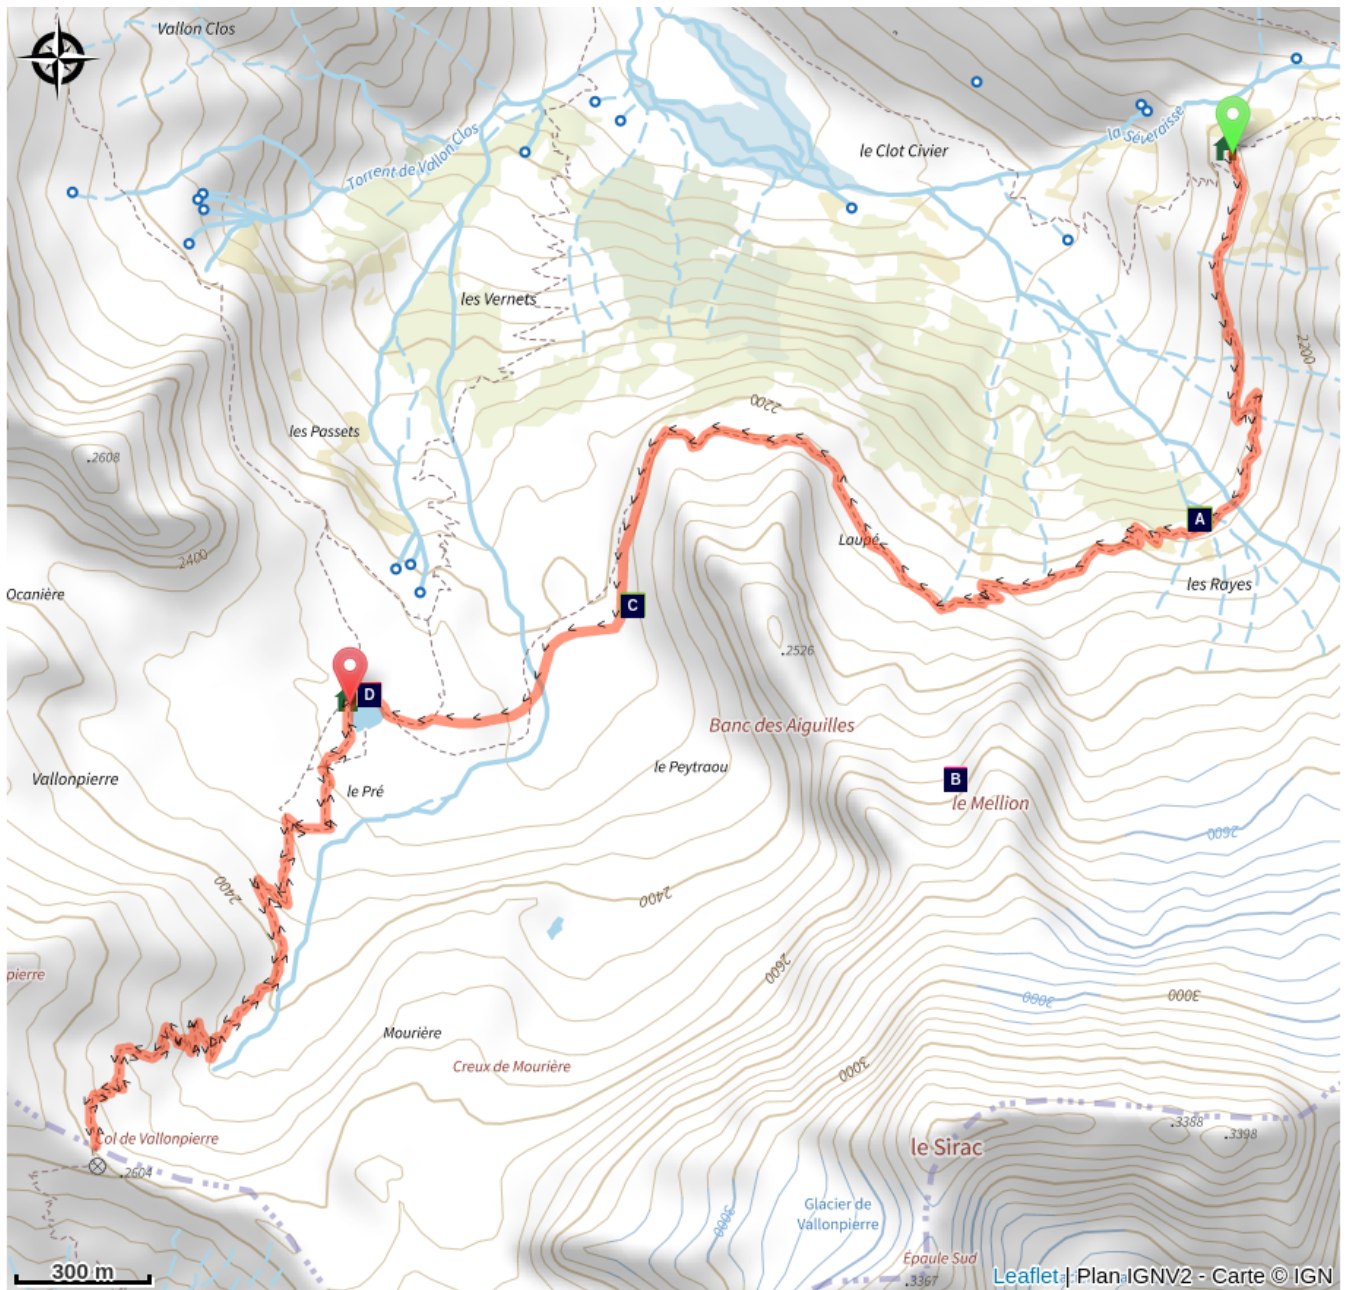 Vallon Clos
la Séveraisse
le Clot Civier
Torrent de Vallon Clos
les Vernets
2200
2200
les Passets
.2608
A
2400
Laupé
les Rayes
Ocanière
C
.2526
D
Banc des Aiguilles
le Peytraou
Vallonpierre
B
le Mellion
le Pré
2600
2400
2400
2600
pierre
3000
3000
Mourière
Creux de Mourière
3000
Col de Vallonpierre
.3388
.3398
le Sirac
.2604
Glacier de
Vallonpierre
3000
Épaule Sud
300 m
.3367
Leaflet | Plan IGNV2 - Carte © IGN